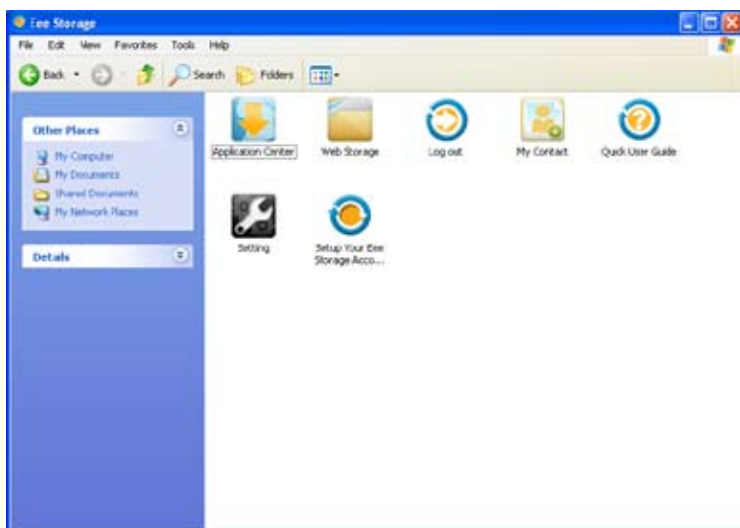 Eee Storage
File Edit View Favorites Tools Help
Back Search Folders
Other Places
My Computer
My Documents
Shared Documents
My Network Places
Details
Application Center Web Storage Log out My Contact Quick User Guide
Setting Setup Your Eee
Storage Acco...